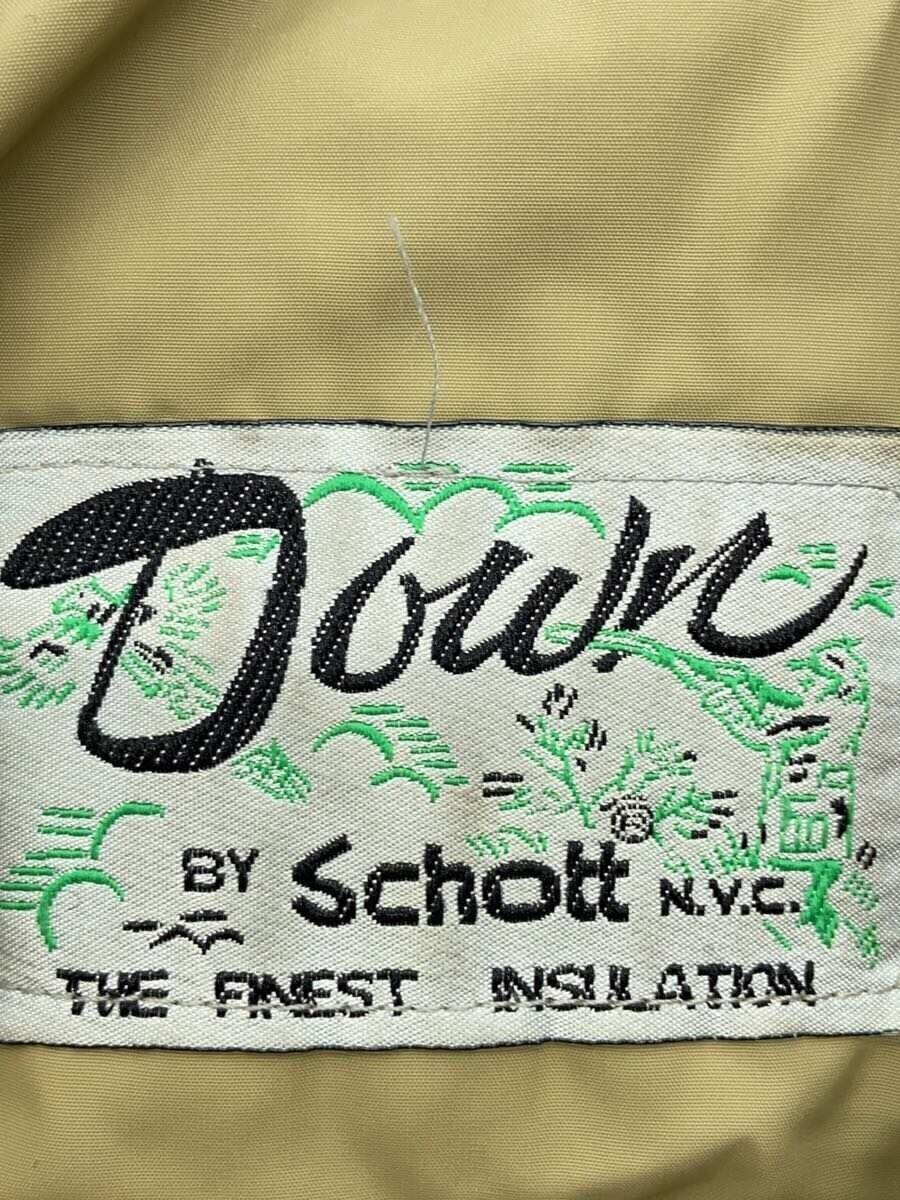 Down
BY Schott® N.Y.C.
THE FINEST INSULATION